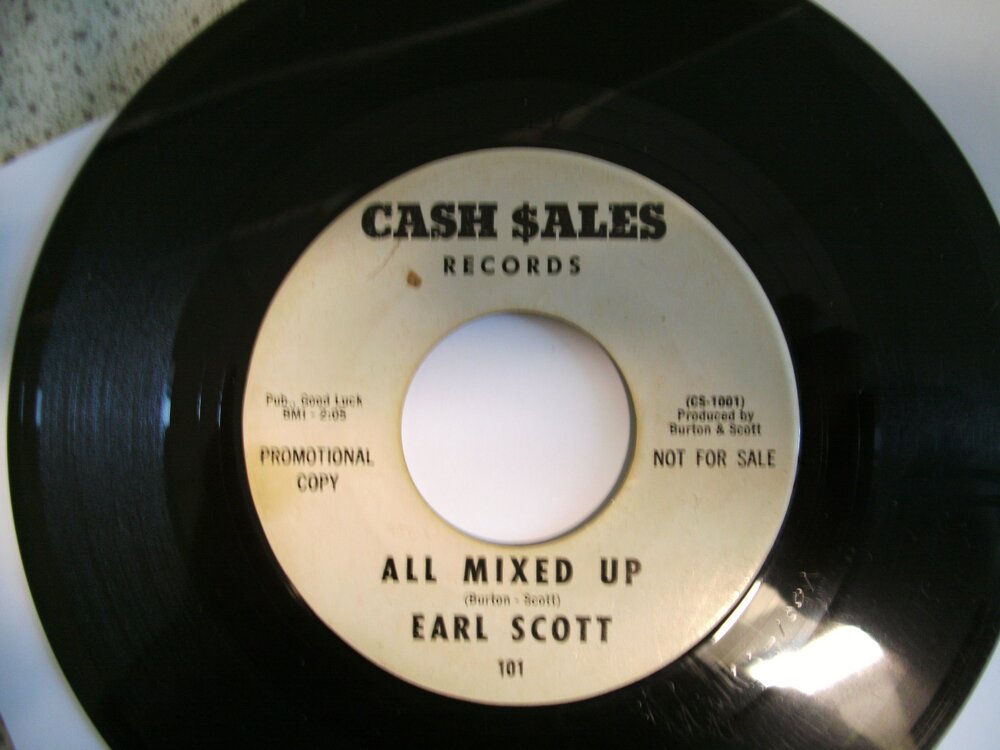 CASH $ALES
RECORDS
Pub., Good Luck
BMI - 2:05
PROMOTIONAL
COPY
(CS-1001)
Produced by
Burton & Scott
NOT FOR SALE
ALL MIXED UP
(Burton - Scott)
EARL SCOTT
101